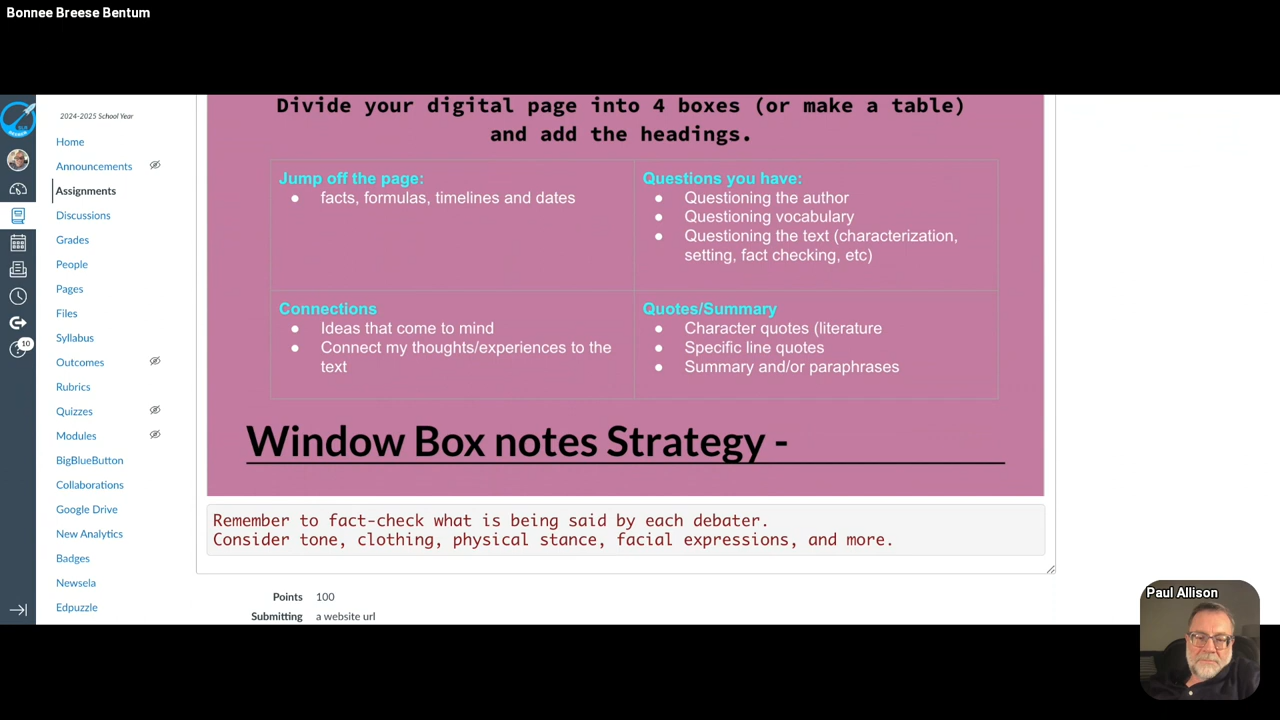 Bonnee Breese Bentum
2024-2025 School Year
Home
Announcements
Assignments
Discussions
Grades
People
Pages
Files
Syllabus
Outcomes
Rubrics
Quizzes
Modules
BigBlueButton
Collaborations
Google Drive
New Analytics
Badges
Newsela
Edpuzzle
10
Divide your digital page into 4 boxes (or make a table)
and add the headings.
Jump off the page:
● facts, formulas, timelines and dates
Questions you have:
● Questioning the author
● Questioning vocabulary
● Questioning the text (characterization,
setting, fact checking, etc)
Connections
● Ideas that come to mind
● Connect my thoughts/experiences to the
text
Quotes/Summary
● Character quotes (literature
● Specific line quotes
● Summary and/or paraphrases
Window Box notes Strategy -
Remember to fact-check what is being said by each debater.
Consider tone, clothing, physical stance, facial expressions, and more.
Points 100
Submitting a website url
Paul Allison